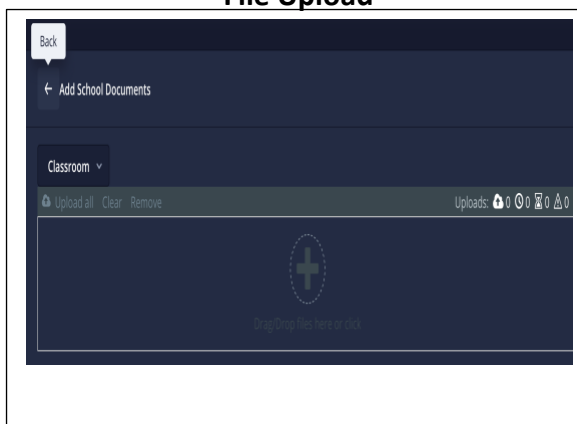 File Upload
Back
← Add School Documents
Classroom
Upload all Clear Remove
Uploads: 0 0 0 0
Drag/Drop files here or click